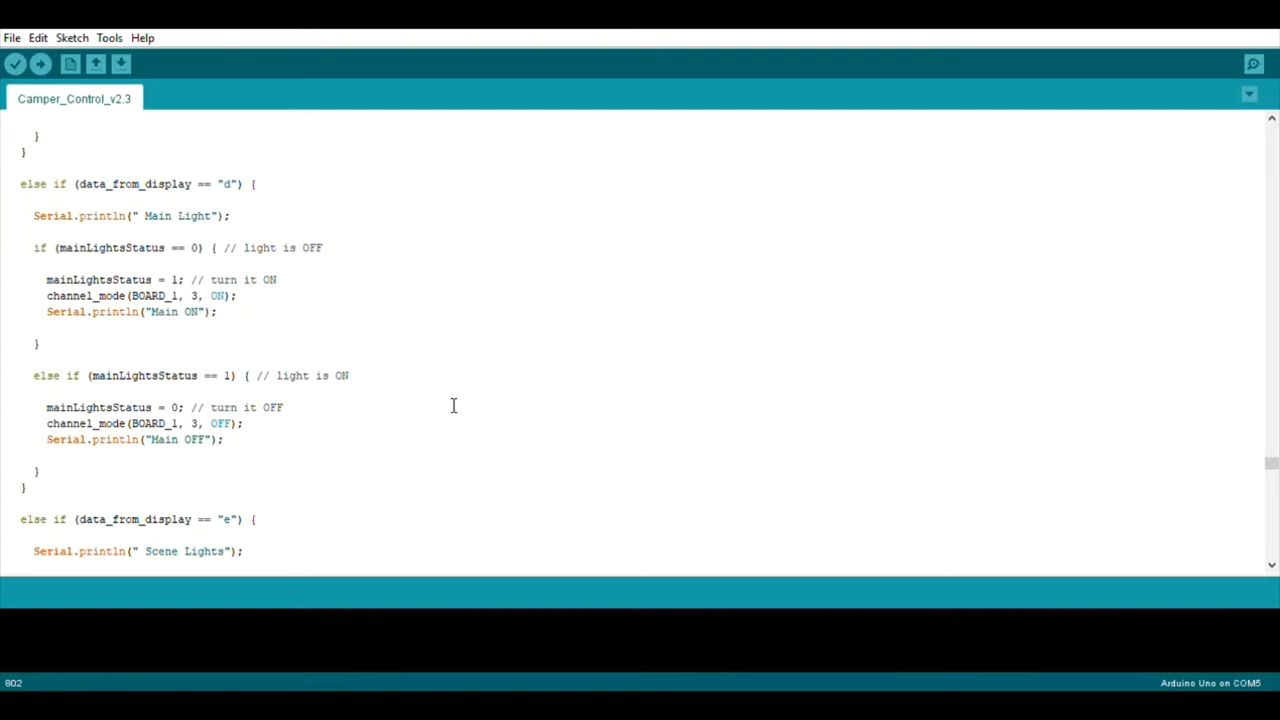 File Edit Sketch Tools Help
Camper_Control_v2.3
}
}
else if (data_from_display == "d") {
Serial.println(" Main Light");
if (mainLightsStatus == 0) { // light is OFF
mainLightsStatus = 1; // turn it ON
channel_mode(BOARD_1, 3, ON);
Serial.println("Main ON");
}
else if (mainLightsStatus == 1) { // light is ON
mainLightsStatus = 0; // turn it OFF
channel_mode(BOARD_1, 3, OFF);
Serial.println("Main OFF");
}
}
else if (data_from_display == "e") {
Serial.println(" Scene Lights");
802
Arduino Uno on COM5